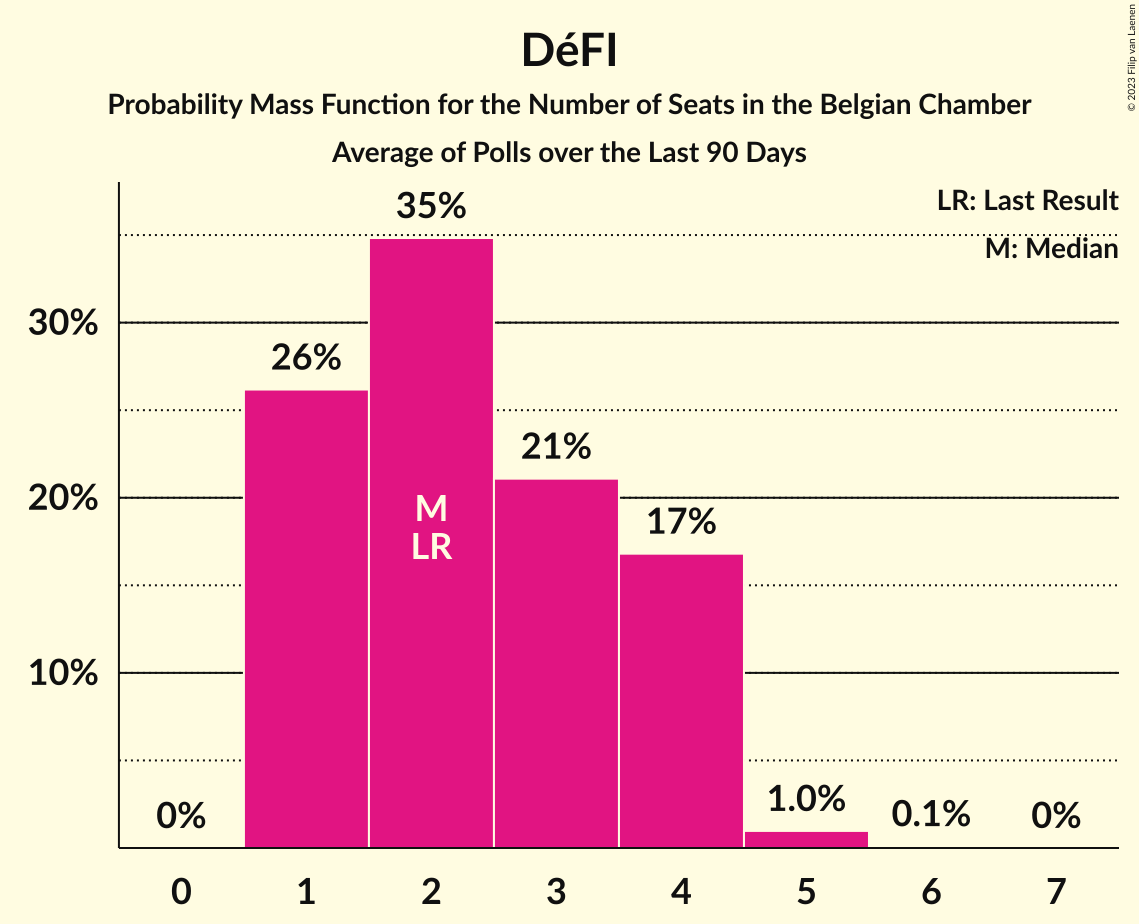 DéFI
Probability Mass Function for the Number of Seats in the Belgian Chamber
Average of Polls over the Last 90 Days
© 2023 Filip van Laenen
LR: Last Result
M: Median
35%
30%
26%
21%
20%
M
17%
LR
10%
0%
1.0%
0.1%
0%
0 1 2 3 4 5 6 7